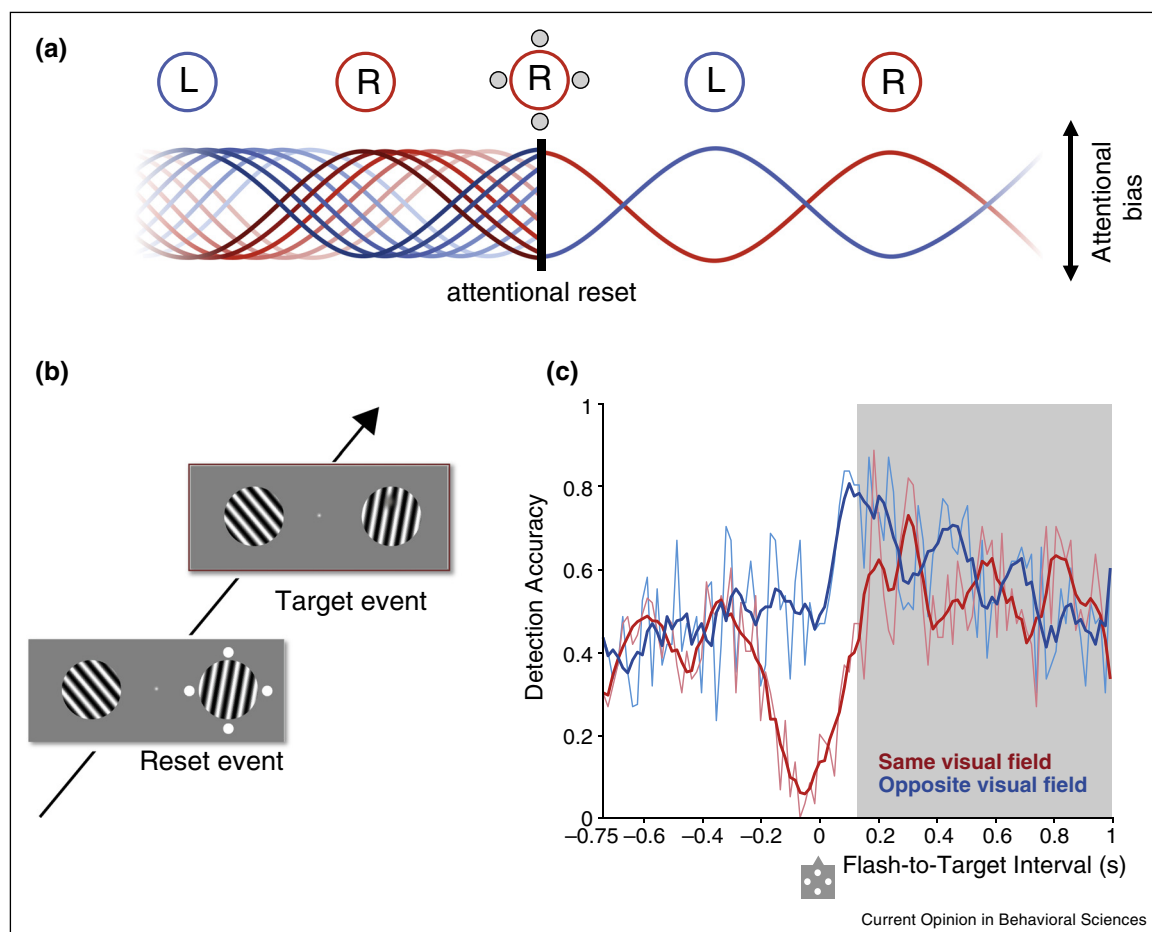 (a)
L R R L R
attentional reset
Attentional
bias
(b)
Target event
Reset event
(c)
Detection Accuracy
1
0.8
0.6
0.4
0.2
0
Same visual field
Opposite visual field
–0.75 –0.6 –0.4 –0.2 0 0.2 0.4 0.6 0.8 1
Flash-to-Target Interval (s)
Current Opinion in Behavioral Sciences